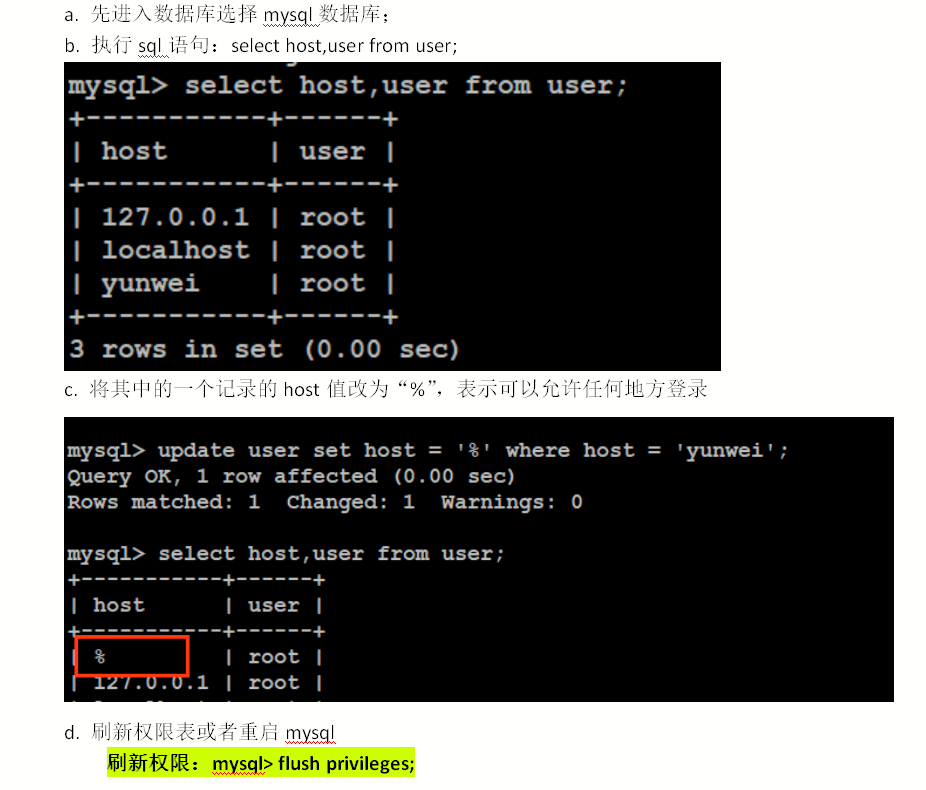 a. 先进入数据库选择 mysql 数据库；
b. 执行 sql 语句：select host,user from user;
mysql> select host,user from user;
+-----------+------+
| host      | user |
+-----------+------+
| 127.0.0.1 | root |
| localhost | root |
| yunwei    | root |
+-----------+------+
3 rows in set (0.00 sec)
c. 将其中的一个记录的 host 值改为“%”，表示可以允许任何地方登录
mysql> update user set host = '%' where host = 'yunwei';
Query OK, 1 row affected (0.00 sec)
Rows matched: 1  Changed: 1  Warnings: 0
mysql> select host,user from user;
+-----------+------+
| host      | user |
+-----------+------+
| %         | root |
| 127.0.0.1 | root |
d. 刷新权限表或者重启 mysql
刷新权限：mysql> flush privileges;